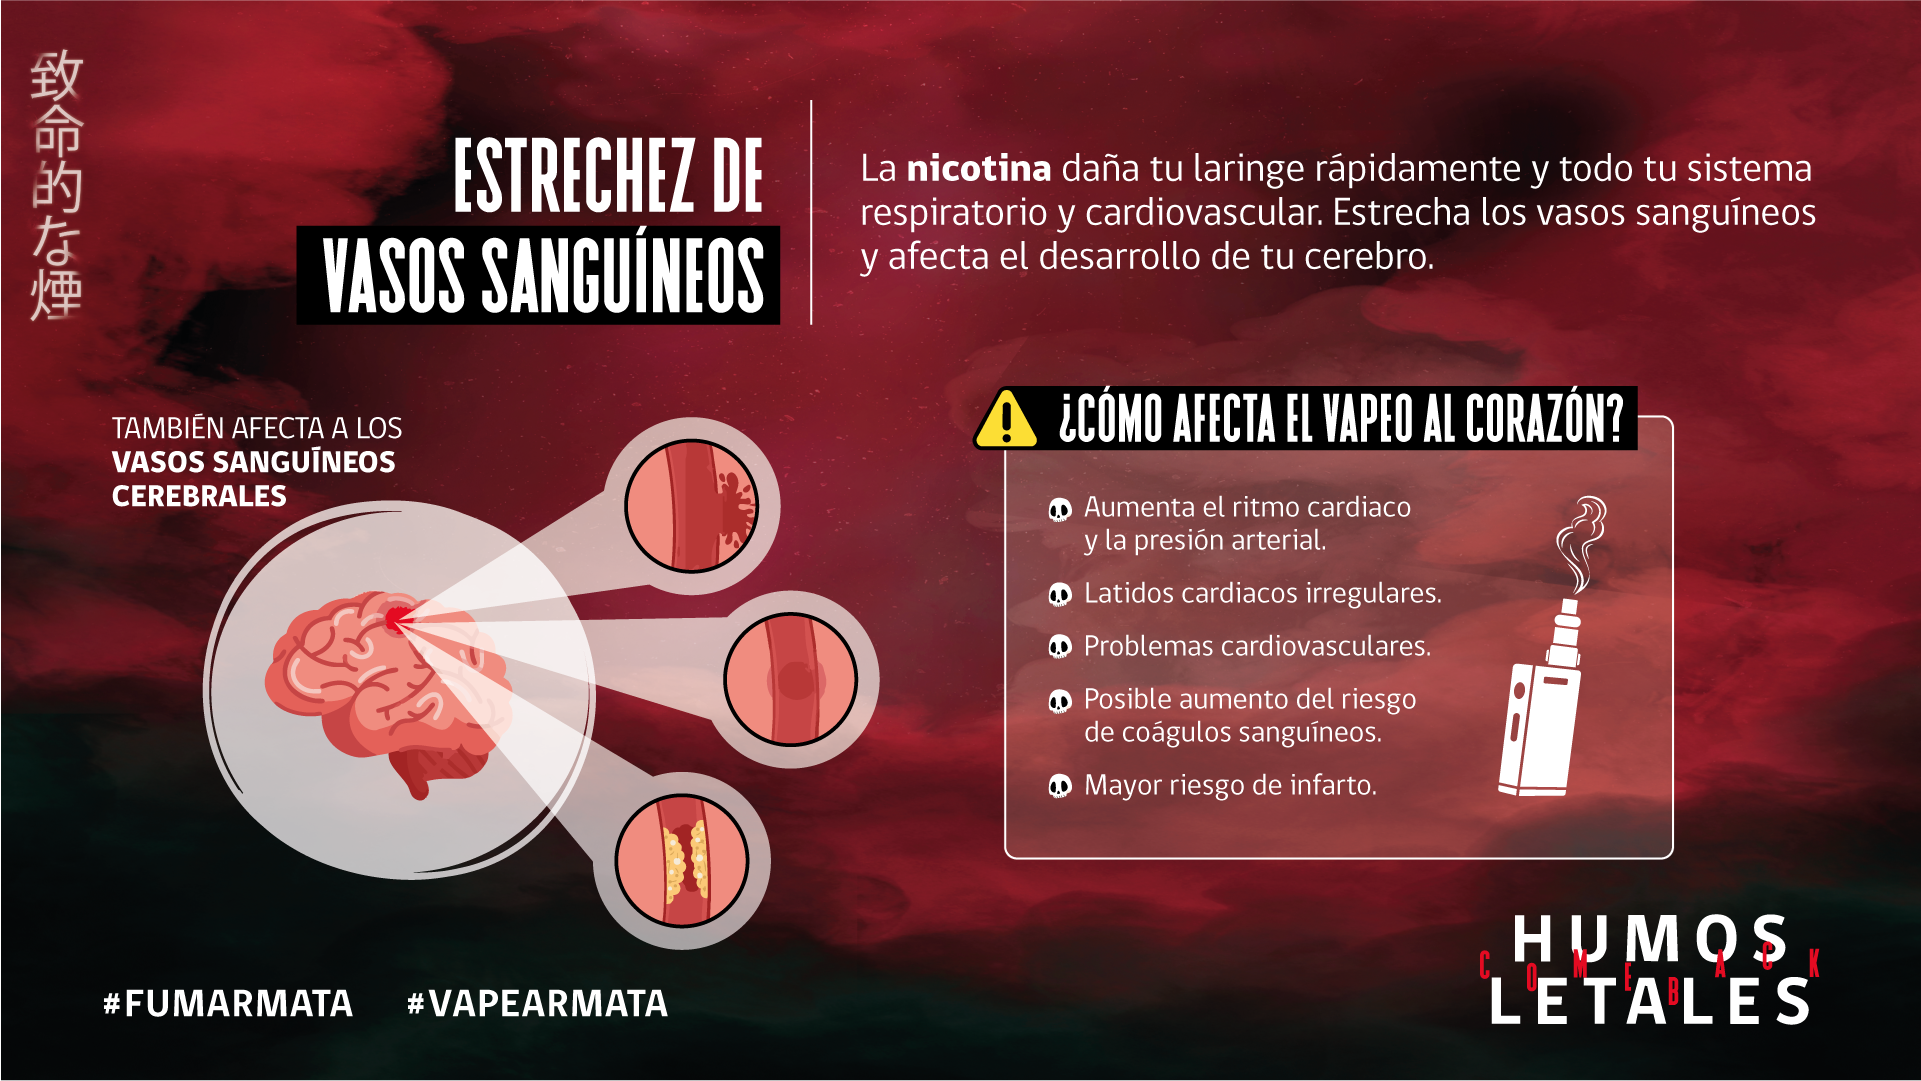 致命的な煙
ESTRECHEZ DE
VASOS SANGUÍNEOS
La nicotina daña tu laringe rápidamente y todo tu sistema
respiratorio y cardiovascular. Estrecha los vasos sanguíneos
y afecta el desarrollo de tu cerebro.
TAMBIÉN AFECTA A LOS
VASOS SANGUÍNEOS
CEREBRALES
¿CÓMO AFECTA EL VAPEO AL CORAZÓN?
Aumenta el ritmo cardiaco
y la presión arterial.
Latidos cardiacos irregulares.
Problemas cardiovasculares.
Posible aumento del riesgo
de coágulos sanguíneos.
Mayor riesgo de infarto.
#FUMARMATA #VAPEARMATA
HUMOS
COMEBACK
LETALES